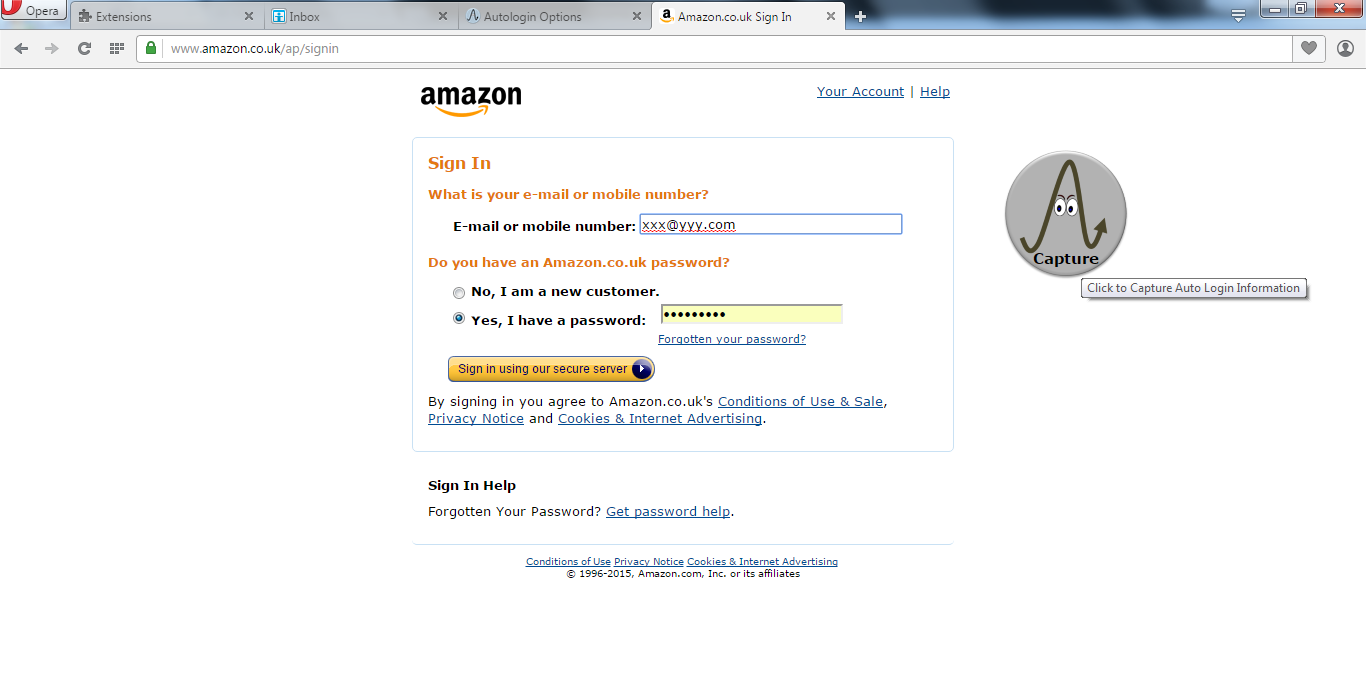 Opera
Extensions
Inbox
Autologin Options
Amazon.co.uk Sign In
www.amazon.co.uk/ap/signin
amazon
Your Account | Help
Sign In
What is your e-mail or mobile number?
E-mail or mobile number: xxx@yyy.com
Do you have an Amazon.co.uk password?
No, I am a new customer.
Yes, I have a password: •••••••••
Forgotten your password?
Sign in using our secure server
By signing in you agree to Amazon.co.uk's Conditions of Use & Sale,
Privacy Notice and Cookies & Internet Advertising.
Capture
Click to Capture Auto Login Information
Sign In Help
Forgotten Your Password? Get password help.
Conditions of Use Privacy Notice Cookies & Internet Advertising
© 1996-2015, Amazon.com, Inc. or its affiliates